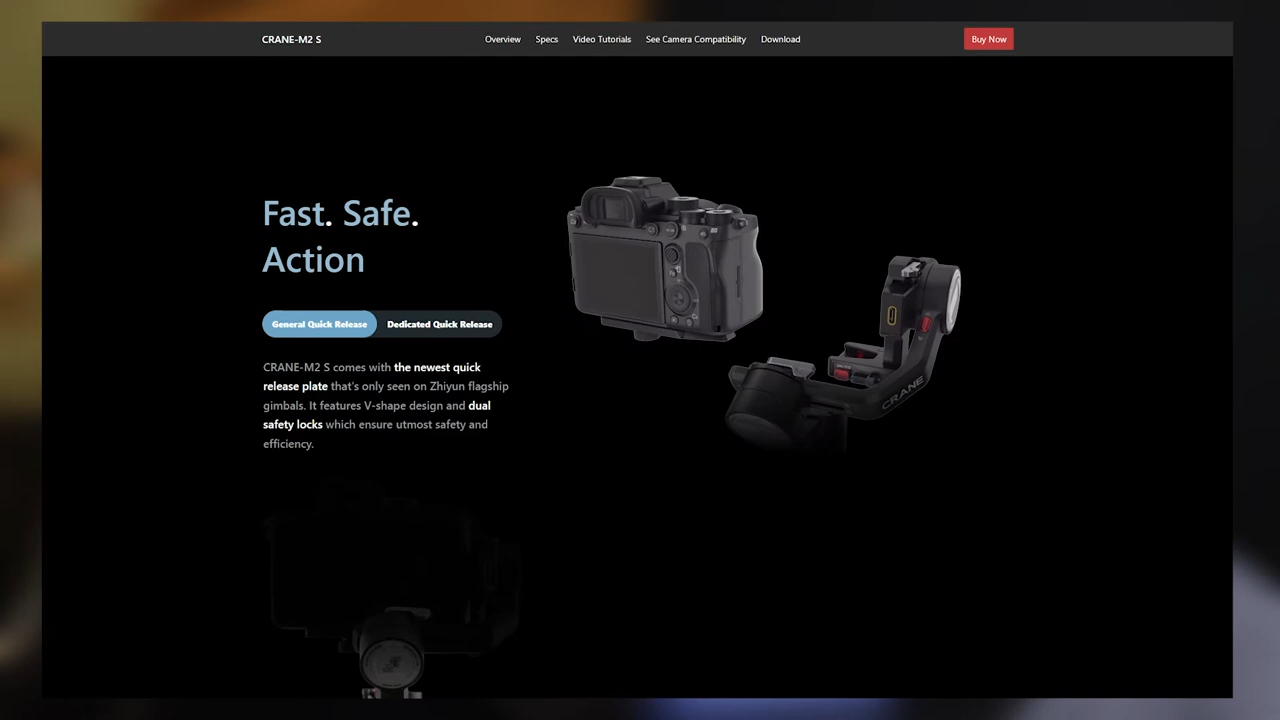 CRANE-M2 S
Overview
Specs
Video Tutorials
See Camera Compatibility
Download
Buy Now
Fast. Safe.
Action
General Quick Release
Dedicated Quick Release
CRANE-M2 S comes with the newest quick
release plate that's only seen on Zhiyun flagship
gimbals. It features V-shape design and dual
safety locks which ensure utmost safety and
efficiency.
CRANE